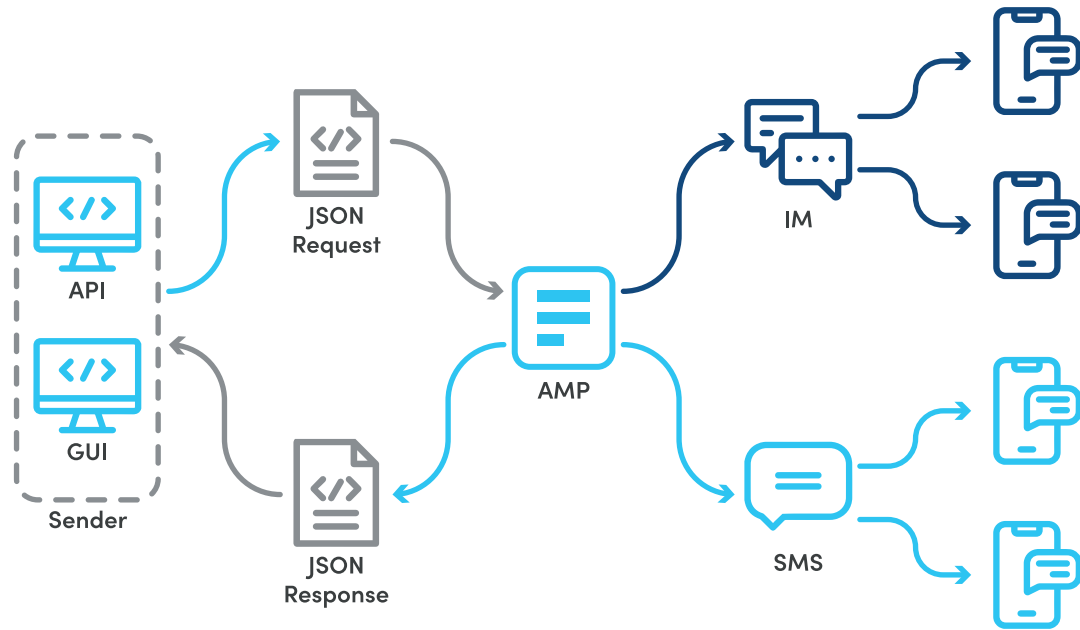 API
GUI
Sender
JSON
Request
JSON
Response
AMP
IM
SMS